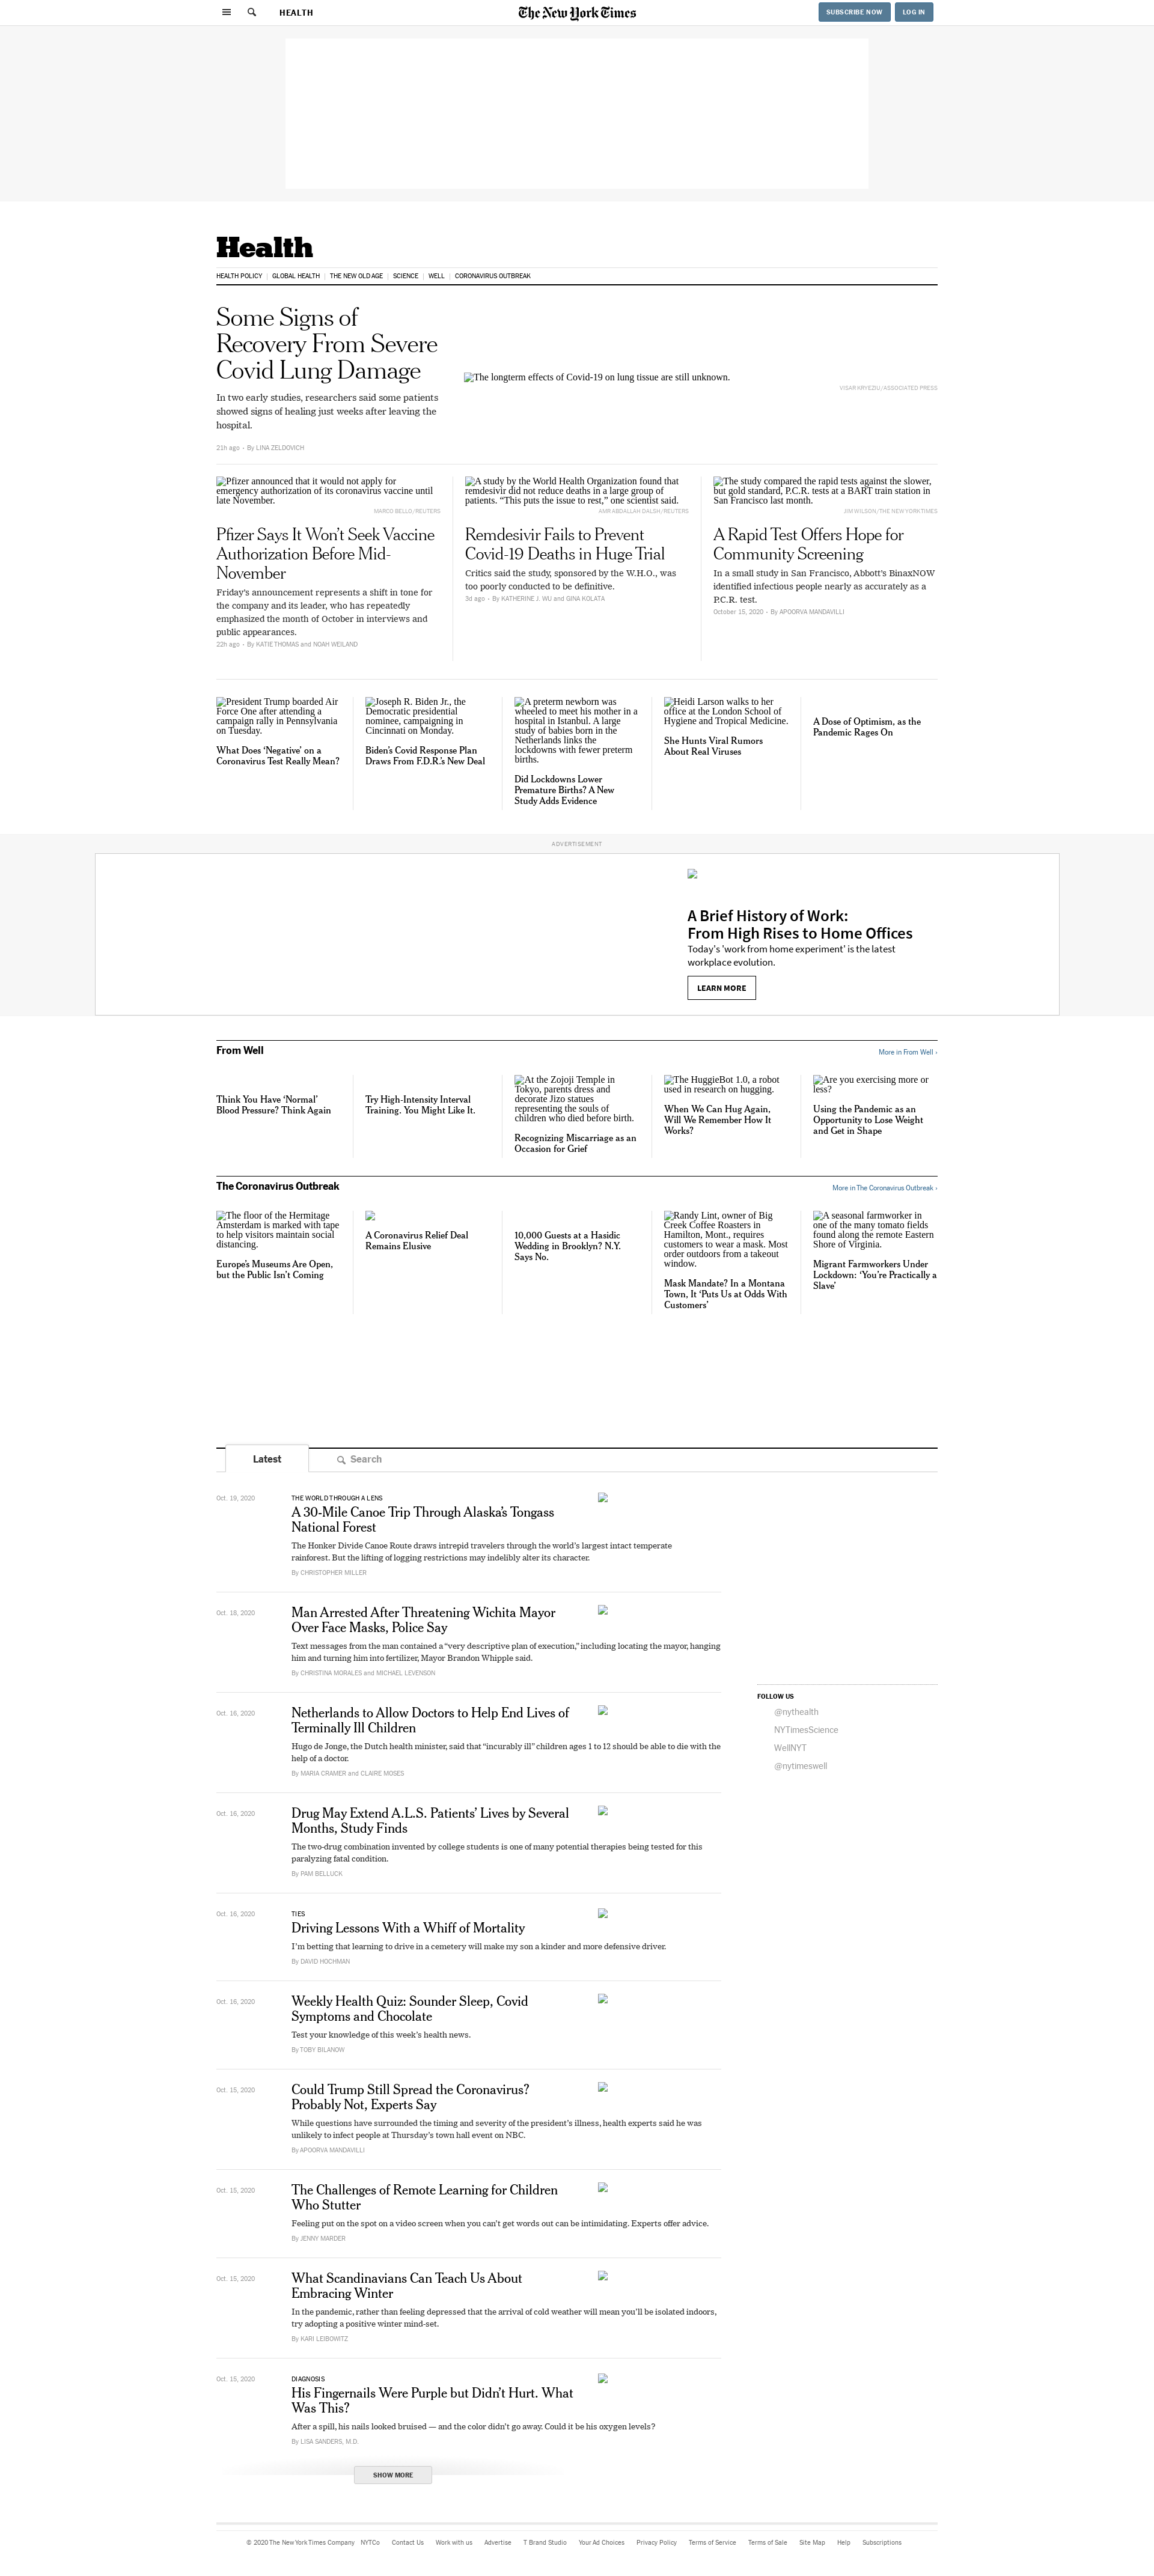 HEALTH
The New York Times
SUBSCRIBE NOW
LOG IN
Health
HEALTH POLICY | GLOBAL HEALTH | THE NEW OLD AGE | SCIENCE | WELL | CORONAVIRUS OUTBREAK
Some Signs of
Recovery From Severe
Covid Lung Damage
In two early studies, researchers said some patients
showed signs of healing just weeks after leaving the
hospital.
21h ago • By LINA ZELDOVICH
The longterm effects of Covid-19 on lung tissue are still unknown.
VISAR KRYEZIU/ASSOCIATED PRESS
Pfizer announced that it would not apply for
emergency authorization of its coronavirus vaccine until
late November.
MARCO BELLO/REUTERS
Pfizer Says It Won’t Seek Vaccine
Authorization Before Mid-
November
Friday’s announcement represents a shift in tone for
the company and its leader, who has repeatedly
emphasized the month of October in interviews and
public appearances.
22h ago • By KATIE THOMAS and NOAH WEILAND
A study by the World Health Organization found that
remdesivir did not reduce deaths in a large group of
patients. “This puts the issue to rest,” one scientist said.
AMR ABDALLAH DALSH/REUTERS
Remdesivir Fails to Prevent
Covid-19 Deaths in Huge Trial
Critics said the study, sponsored by the W.H.O., was
too poorly conducted to be definitive.
3d ago • By KATHERINE J. WU and GINA KOLATA
The study compared the rapid tests against the slower,
but gold standard, P.C.R. tests at a BART train station in
San Francisco last month.
JIM WILSON/THE NEW YORK TIMES
A Rapid Test Offers Hope for
Community Screening
In a small study in San Francisco, Abbott’s BinaxNOW
identified infectious people nearly as accurately as a
P.C.R. test.
October 15, 2020 • By APOORVA MANDAVILLI
President Trump boarded Air
Force One after attending a
campaign rally in Pennsylvania
on Tuesday.
What Does ‘Negative’ on a
Coronavirus Test Really Mean?
Joseph R. Biden Jr., the
Democratic presidential
nominee, campaigning in
Cincinnati on Monday.
Biden’s Covid Response Plan
Draws From F.D.R.’s New Deal
A preterm newborn was
wheeled to meet his mother in a
hospital in Istanbul. A large
study of babies born in the
Netherlands links the
lockdowns with fewer preterm
births.
Did Lockdowns Lower
Premature Births? A New
Study Adds Evidence
Heidi Larson walks to her
office at the London School of
Hygiene and Tropical Medicine.
She Hunts Viral Rumors
About Real Viruses
A Dose of Optimism, as the
Pandemic Rages On
ADVERTISEMENT
A Brief History of Work:
From High Rises to Home Offices
Today's 'work from home experiment' is the latest
workplace evolution.
LEARN MORE
From Well
More in From Well ›
Think You Have ‘Normal’
Blood Pressure? Think Again
Try High-Intensity Interval
Training. You Might Like It.
At the Zojoji Temple in
Tokyo, parents dress and
decorate Jizo statues
representing the souls of
children who died before birth.
Recognizing Miscarriage as an
Occasion for Grief
The HuggieBot 1.0, a robot
used in research on hugging.
When We Can Hug Again,
Will We Remember How It
Works?
Are you exercising more or
less?
Using the Pandemic as an
Opportunity to Lose Weight
and Get in Shape
The Coronavirus Outbreak
More in The Coronavirus Outbreak ›
The floor of the Hermitage
Amsterdam is marked with tape
to help visitors maintain social
distancing.
Europe’s Museums Are Open,
but the Public Isn’t Coming
A Coronavirus Relief Deal
Remains Elusive
10,000 Guests at a Hasidic
Wedding in Brooklyn? N.Y.
Says No.
Randy Lint, owner of Big
Creek Coffee Roasters in
Hamilton, Mont., requires
customers to wear a mask. Most
order outdoors from a takeout
window.
Mask Mandate? In a Montana
Town, It ‘Puts Us at Odds With
Customers’
A seasonal farmworker in
one of the many tomato fields
found along the remote Eastern
Shore of Virginia.
Migrant Farmworkers Under
Lockdown: ‘You’re Practically a
Slave’
Latest
Search
Oct. 19, 2020
THE WORLD THROUGH A LENS
A 30-Mile Canoe Trip Through Alaska’s Tongass
National Forest
The Honker Divide Canoe Route draws intrepid travelers through the world’s largest intact temperate
rainforest. But the lifting of logging restrictions may indelibly alter its character.
By CHRISTOPHER MILLER
Oct. 18, 2020
Man Arrested After Threatening Wichita Mayor
Over Face Masks, Police Say
Text messages from the man contained a “very descriptive plan of execution,” including locating the mayor, hanging
him and turning him into fertilizer, Mayor Brandon Whipple said.
By CHRISTINA MORALES and MICHAEL LEVENSON
Oct. 16, 2020
Netherlands to Allow Doctors to Help End Lives of
Terminally Ill Children
Hugo de Jonge, the Dutch health minister, said that “incurably ill” children ages 1 to 12 should be able to die with the
help of a doctor.
By MARIA CRAMER and CLAIRE MOSES
Oct. 16, 2020
Drug May Extend A.L.S. Patients’ Lives by Several
Months, Study Finds
The two-drug combination invented by college students is one of many potential therapies being tested for this
paralyzing fatal condition.
By PAM BELLUCK
Oct. 16, 2020
TIES
Driving Lessons With a Whiff of Mortality
I’m betting that learning to drive in a cemetery will make my son a kinder and more defensive driver.
By DAVID HOCHMAN
Oct. 16, 2020
Weekly Health Quiz: Sounder Sleep, Covid
Symptoms and Chocolate
Test your knowledge of this week’s health news.
By TOBY BILANOW
Oct. 15, 2020
Could Trump Still Spread the Coronavirus?
Probably Not, Experts Say
While questions have surrounded the timing and severity of the president’s illness, health experts said he was
unlikely to infect people at Thursday’s town hall event on NBC.
By APOORVA MANDAVILLI
Oct. 15, 2020
The Challenges of Remote Learning for Children
Who Stutter
Feeling put on the spot on a video screen when you can’t get words out can be intimidating. Experts offer advice.
By JENNY MARDER
Oct. 15, 2020
What Scandinavians Can Teach Us About
Embracing Winter
In the pandemic, rather than feeling depressed that the arrival of cold weather will mean you’ll be isolated indoors,
try adopting a positive winter mind-set.
By KARI LEIBOWITZ
Oct. 15, 2020
DIAGNOSIS
His Fingernails Were Purple but Didn’t Hurt. What
Was This?
After a spill, his nails looked bruised — and the color didn’t go away. Could it be his oxygen levels?
By LISA SANDERS, M.D.
SHOW MORE
FOLLOW US
@nythealth
NYTimesScience
WellNYT
@nytimeswell
© 2020 The New York Times Company NYTCo Contact Us Work with us Advertise T Brand Studio Your Ad Choices Privacy Policy Terms of Service Terms of Sale Site Map Help Subscriptions